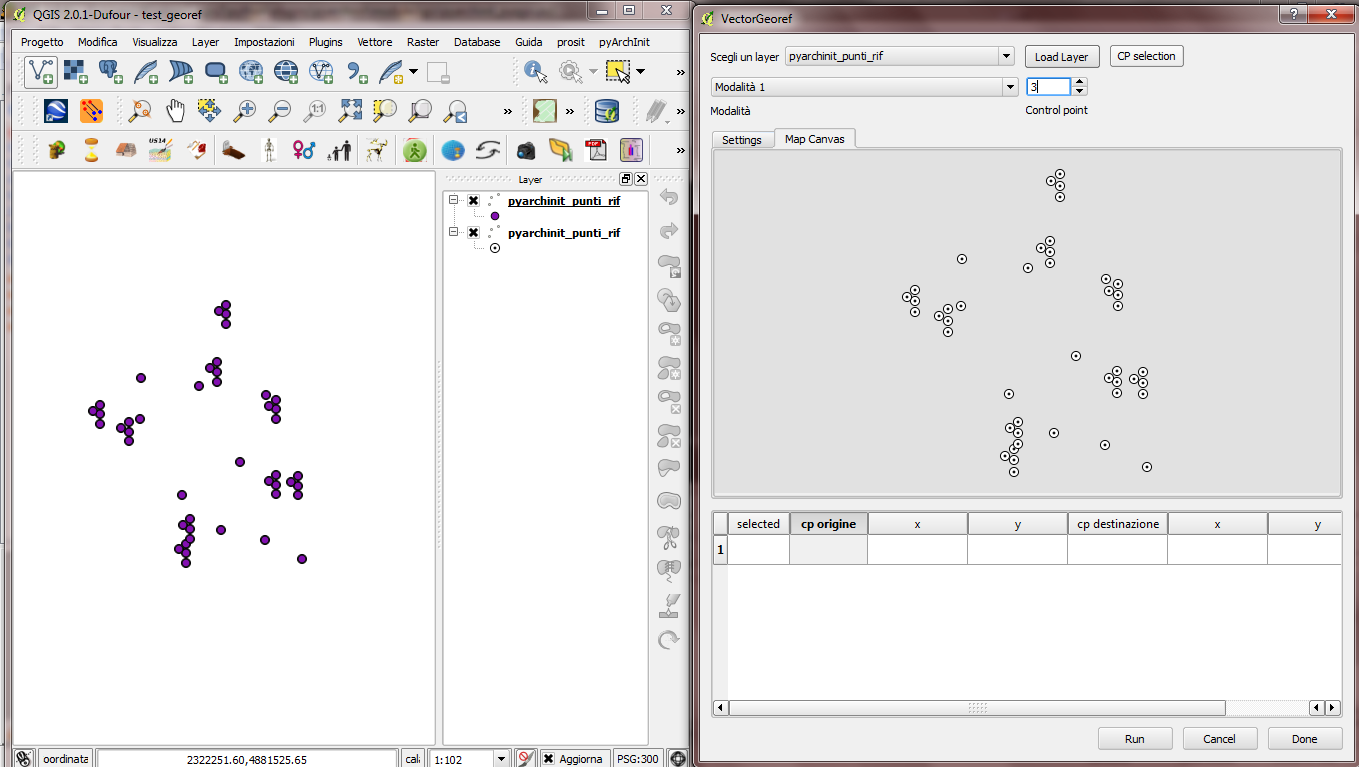 QGIS 2.0.1-Dufour - test_georef
Progetto Modifica Visualizza Layer Impostazioni Plugins Vettore Raster Database Guida prosit pyArchInit
Layer
pyarchinit_punti_rif
pyarchinit_punti_rif
oordinata 2322251.60,4881525.65 cala 1:102 Aggiorna PSG:300
VectorGeoref
Scegli un layer pyarchinit_punti_rif Load Layer CP selection
Modalità 1 3
Modalità Control point
Settings Map Canvas
selected cp origine x y cp destinazione x y
1
Run Cancel Done